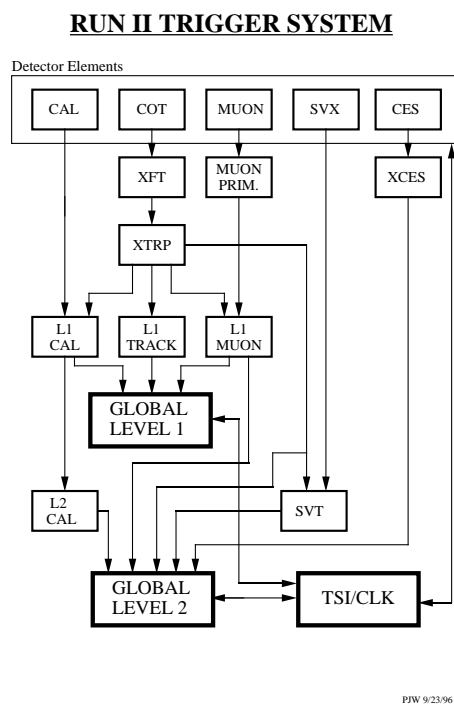 RUN II TRIGGER SYSTEM
Detector Elements
CAL
COT
MUON
SVX
CES
XFT
MUON
PRIM.
XCES
XTRP
L1
CAL
L1
TRACK
L1
MUON
GLOBAL
LEVEL 1
L2
CAL
SVT
GLOBAL
LEVEL 2
TSI/CLK
PJW 9/23/96